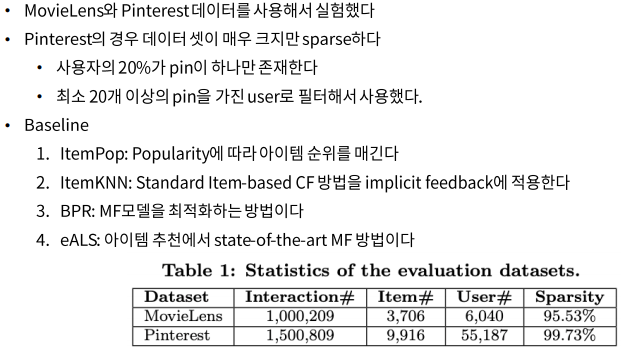 • MovieLens와 Pinterest 데이터를 사용해서 실험했다
• Pinterest의 경우 데이터 셋이 매우 크지만 sparse하다
• 사용자의 20%가 pin이 하나만 존재한다
• 최소 20개 이상의 pin을 가진 user로 필터해서 사용했다.
• Baseline
1. ItemPop: Popularity에 따라 아이템 순위를 매긴다
2. ItemKNN: Standard Item-based CF 방법을 implicit feedback에 적용한다
3. BPR: MF모델을 최적화하는 방법이다
4. eALS: 아이템 추천에서 state-of-the-art MF 방법이다
Table 1: Statistics of the evaluation datasets.
Dataset Interaction# Item# User# Sparsity
MovieLens 1,000,209 3,706 6,040 95.53%
Pinterest 1,500,809 9,916 55,187 99.73%